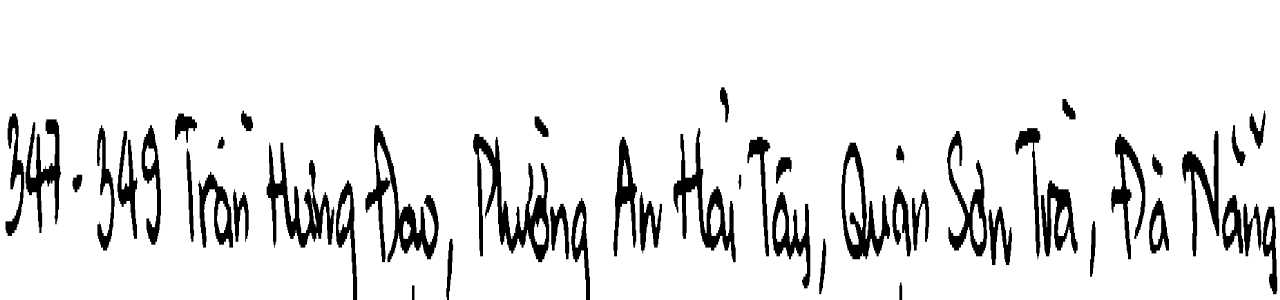 347-349 Trần Hưng Đạo, Phường An Hải Tây, Quận Sơn Trà, Đà Nẵng